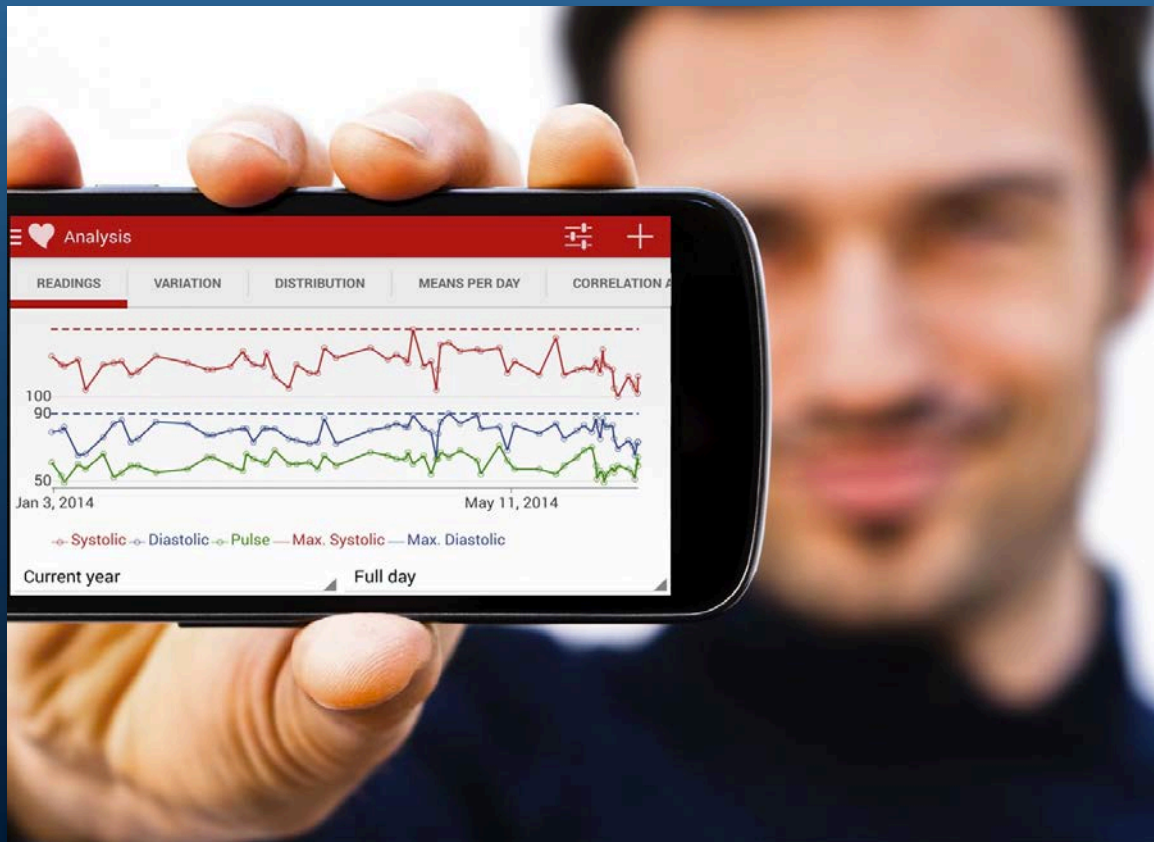 Analysis
READINGS VARIATION DISTRIBUTION MEANS PER DAY CORRELATION A
100
90
50
Jan 3, 2014 May 11, 2014
Systolic Diastolic Pulse Max. Systolic Max. Diastolic
Current year Full day